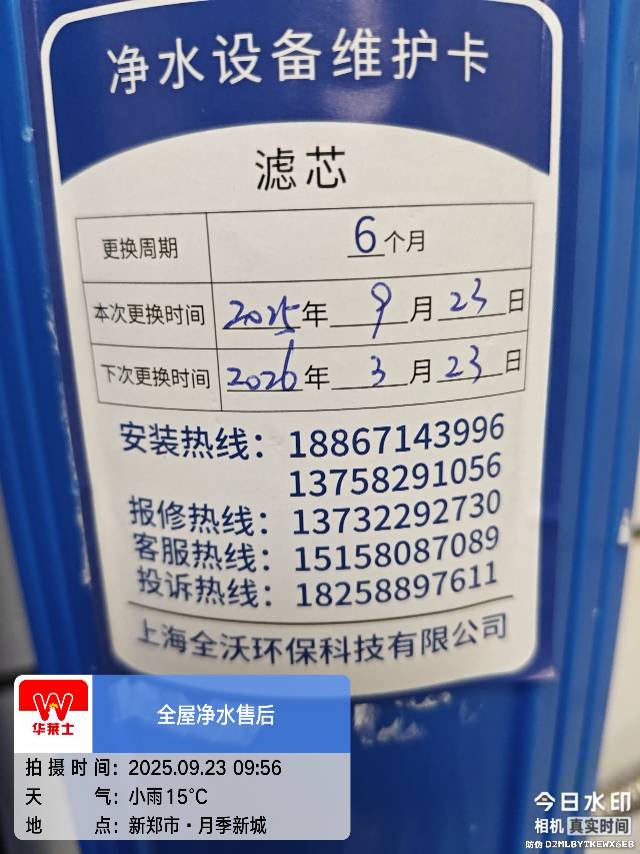 净水设备维护卡
滤芯
更换周期 6个月
本次更换时间 2025年 9月23日
下次更换时间 2026年 3月23日
安装热线：18867143996
13758291056
报修热线：13732292730
客服热线：15158087089
投诉热线：18258897611
上海全沃环保科技有限公司
华莱士
全屋净水售后
拍摄时间：2025.09.23 09:56
天 气：小雨15℃
地 点：新郑市·月季新城
今日水印
相机 真实时间
防伪 D2MLBYTKEWX6EB